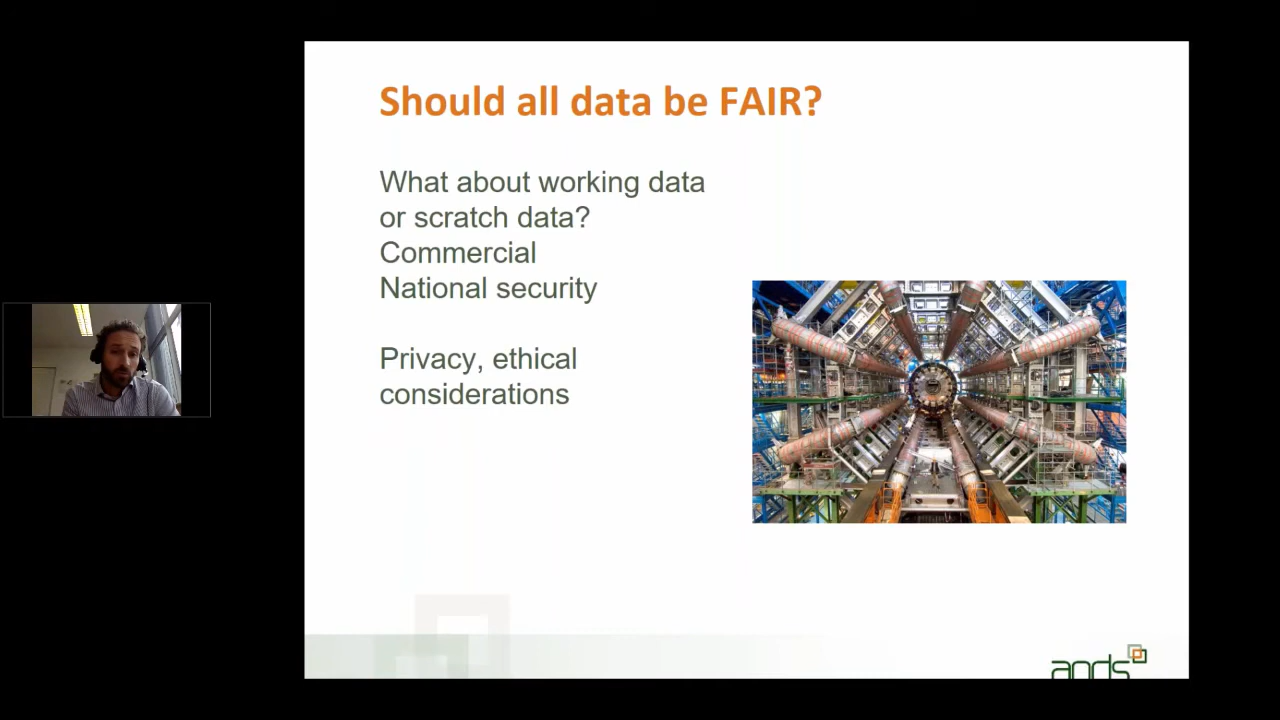 Should all data be FAIR?
What about working data
or scratch data?
Commercial
National security
Privacy, ethical
considerations
ands